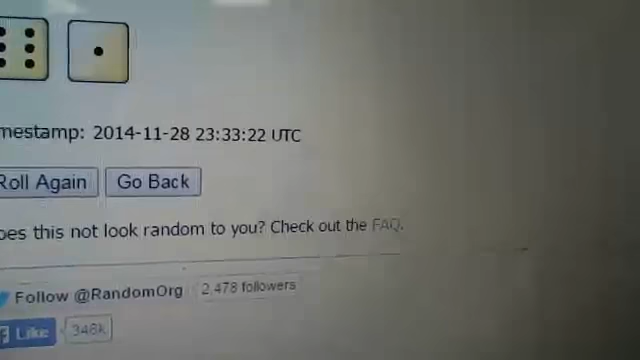 mestamp: 2014-11-28 23:33:22 UTC
Roll Again Go Back
oes this not look random to you? Check out the FAQ.
Follow @RandomOrg 2,478 followers
f Like 346k